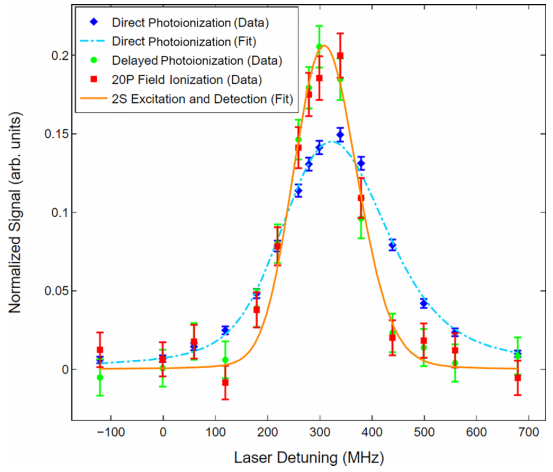 Direct Photoionization (Data)
Direct Photoionization (Fit)
Delayed Photoionization (Data)
20P Field Ionization (Data)
2S Excitation and Detection (Fit)
Normalized Signal (arb. units)
0.2
0.15
0.1
0.05
0
−100 0 100 200 300 400 500 600 700
Laser Detuning (MHz)